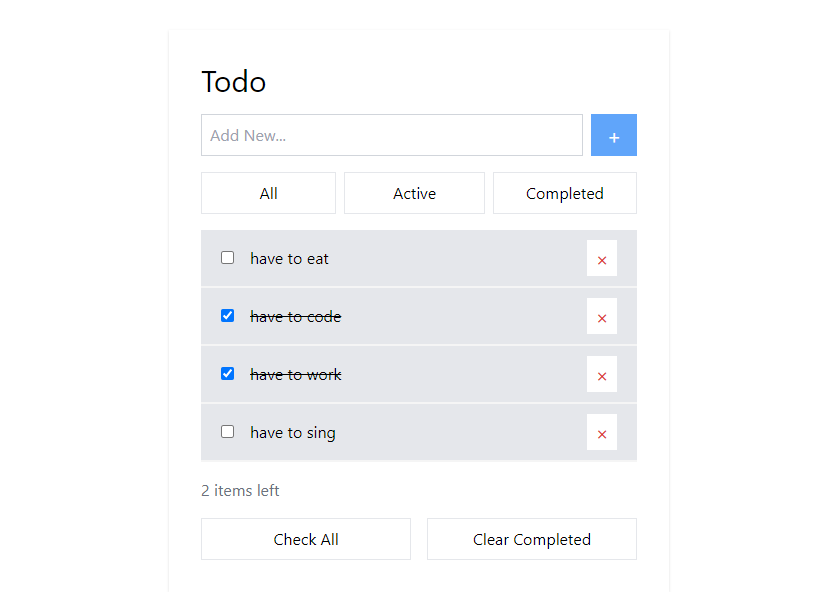 Todo
Add New...
+
All Active Completed
have to eat ×
have to code ×
have to work ×
have to sing ×
2 items left
Check All Clear Completed